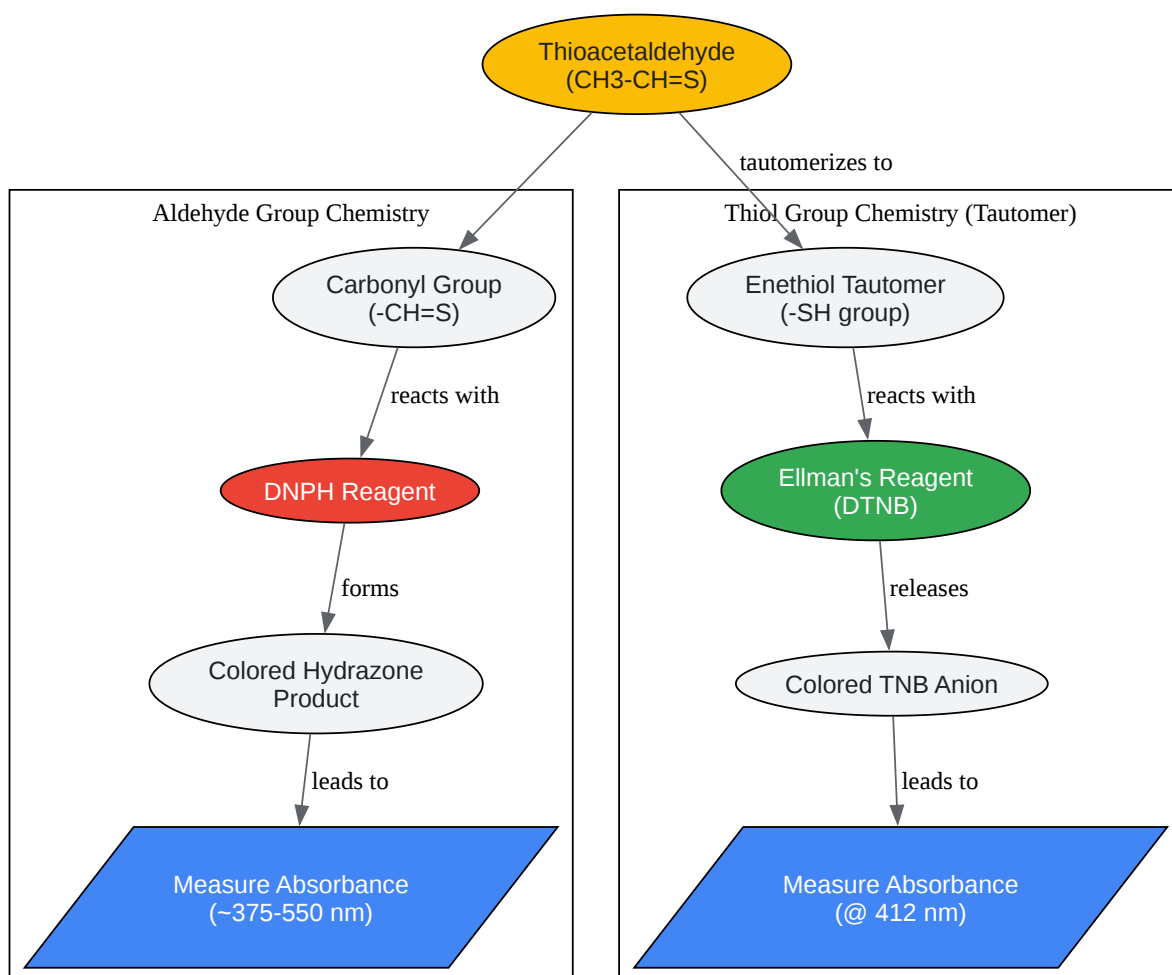 Thioacetaldehyde
(CH3-CH=S)
tautomerizes to
Aldehyde Group Chemistry
Thiol Group Chemistry (Tautomer)
Carbonyl Group
(-CH=S)
Enethiol Tautomer
(-SH group)
reacts with
reacts with
DNPH Reagent
Ellman's Reagent
(DTNB)
forms
releases
Colored Hydrazone
Product
Colored TNB Anion
leads to
leads to
Measure Absorbance
(~375-550 nm)
Measure Absorbance
(@ 412 nm)